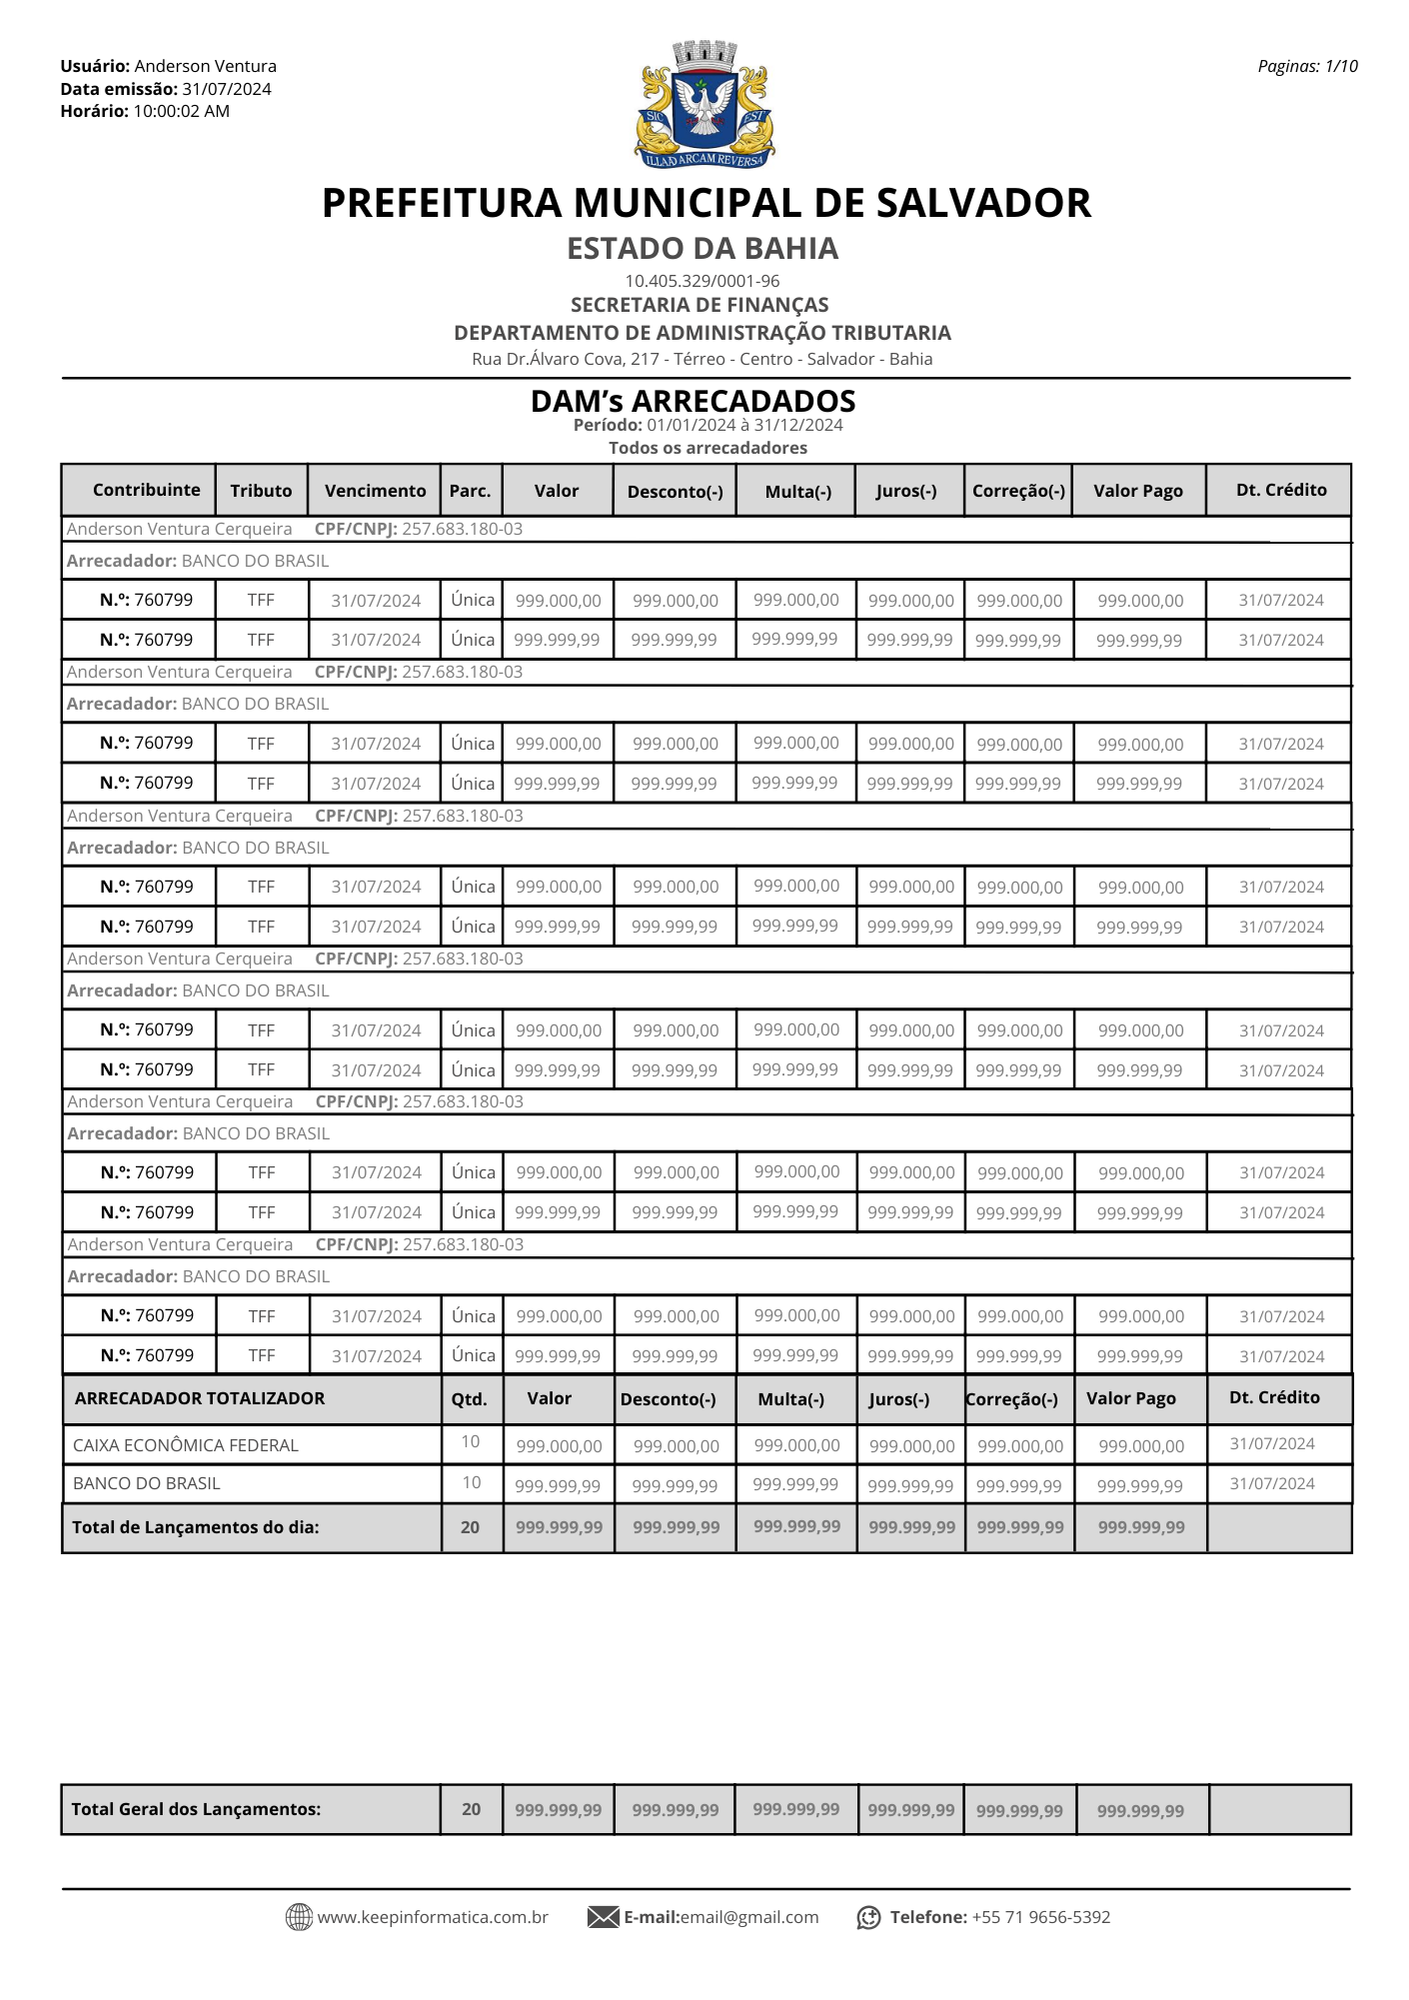 Usuário: Anderson Ventura
Data emissão: 31/07/2024
Horário: 10:00:02 AM
Paginas: 1/10
SIC EST
ILLA AD ARCAM REVERSA
PREFEITURA MUNICIPAL DE SALVADOR
ESTADO DA BAHIA
10.405.329/0001-96
SECRETARIA DE FINANÇAS
DEPARTAMENTO DE ADMINISTRAÇÃO TRIBUTARIA
Rua Dr.Álvaro Cova, 217 - Térreo - Centro - Salvador - Bahia
DAM’s ARRECADADOS
Período: 01/01/2024 à 31/12/2024
Todos os arrecadadores
Contribuinte Tributo Vencimento Parc. Valor Desconto(-) Multa(-) Juros(-) Correção(-) Valor Pago Dt. Crédito
Anderson Ventura Cerqueira CPF/CNPJ: 257.683.180-03
Arrecadador: BANCO DO BRASIL
N.º: 760799 TFF 31/07/2024 Única 999.000,00 999.000,00 999.000,00 999.000,00 999.000,00 999.000,00 31/07/2024
N.º: 760799 TFF 31/07/2024 Única 999.999,99 999.999,99 999.999,99 999.999,99 999.999,99 999.999,99 31/07/2024
Anderson Ventura Cerqueira CPF/CNPJ: 257.683.180-03
Arrecadador: BANCO DO BRASIL
N.º: 760799 TFF 31/07/2024 Única 999.000,00 999.000,00 999.000,00 999.000,00 999.000,00 999.000,00 31/07/2024
N.º: 760799 TFF 31/07/2024 Única 999.999,99 999.999,99 999.999,99 999.999,99 999.999,99 999.999,99 31/07/2024
Anderson Ventura Cerqueira CPF/CNPJ: 257.683.180-03
Arrecadador: BANCO DO BRASIL
N.º: 760799 TFF 31/07/2024 Única 999.000,00 999.000,00 999.000,00 999.000,00 999.000,00 999.000,00 31/07/2024
N.º: 760799 TFF 31/07/2024 Única 999.999,99 999.999,99 999.999,99 999.999,99 999.999,99 999.999,99 31/07/2024
Anderson Ventura Cerqueira CPF/CNPJ: 257.683.180-03
Arrecadador: BANCO DO BRASIL
N.º: 760799 TFF 31/07/2024 Única 999.000,00 999.000,00 999.000,00 999.000,00 999.000,00 999.000,00 31/07/2024
N.º: 760799 TFF 31/07/2024 Única 999.999,99 999.999,99 999.999,99 999.999,99 999.999,99 999.999,99 31/07/2024
Anderson Ventura Cerqueira CPF/CNPJ: 257.683.180-03
Arrecadador: BANCO DO BRASIL
N.º: 760799 TFF 31/07/2024 Única 999.000,00 999.000,00 999.000,00 999.000,00 999.000,00 999.000,00 31/07/2024
N.º: 760799 TFF 31/07/2024 Única 999.999,99 999.999,99 999.999,99 999.999,99 999.999,99 999.999,99 31/07/2024
Anderson Ventura Cerqueira CPF/CNPJ: 257.683.180-03
Arrecadador: BANCO DO BRASIL
N.º: 760799 TFF 31/07/2024 Única 999.000,00 999.000,00 999.000,00 999.000,00 999.000,00 999.000,00 31/07/2024
N.º: 760799 TFF 31/07/2024 Única 999.999,99 999.999,99 999.999,99 999.999,99 999.999,99 999.999,99 31/07/2024
ARRECADADOR TOTALIZADOR Qtd. Valor Desconto(-) Multa(-) Juros(-) Correção(-) Valor Pago Dt. Crédito
CAIXA ECONÔMICA FEDERAL 10 999.000,00 999.000,00 999.000,00 999.000,00 999.000,00 999.000,00 31/07/2024
BANCO DO BRASIL 10 999.999,99 999.999,99 999.999,99 999.999,99 999.999,99 999.999,99 31/07/2024
Total de Lançamentos do dia: 20 999.999,99 999.999,99 999.999,99 999.999,99 999.999,99 999.999,99
Total Geral dos Lançamentos: 20 999.999,99 999.999,99 999.999,99 999.999,99 999.999,99 999.999,99
www.keepinformatica.com.br E-mail:email@gmail.com Telefone: +55 71 9656-5392